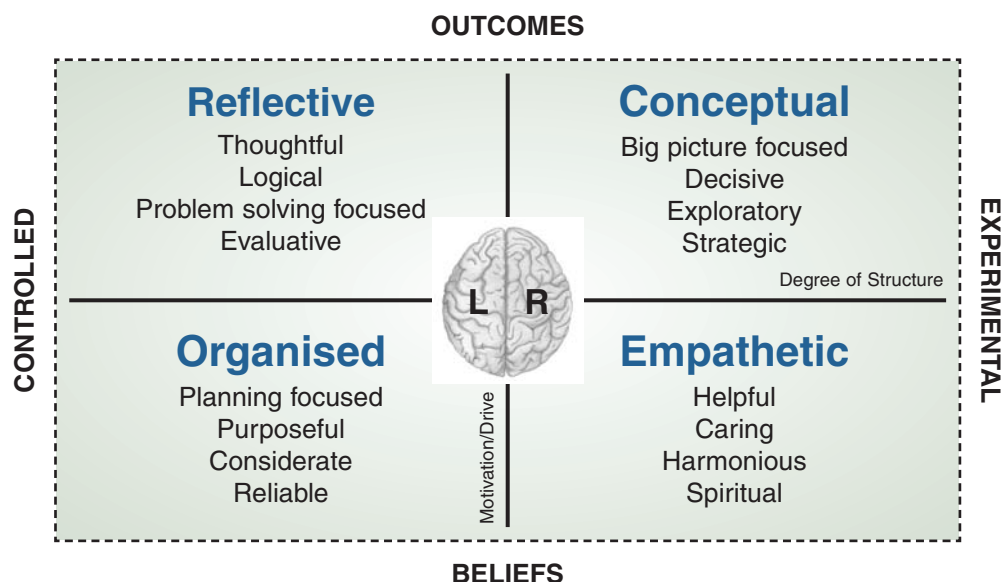 OUTCOMES
CONTROLLED
Reflective
Thoughtful
Logical
Problem solving focused
Evaluative
Conceptual
Big picture focused
Decisive
Exploratory
Strategic
Degree of Structure
EXPERIMENTAL
L R
Organised
Planning focused
Purposeful
Considerate
Reliable
Motivation/Drive
Empathetic
Helpful
Caring
Harmonious
Spiritual
BELIEFS